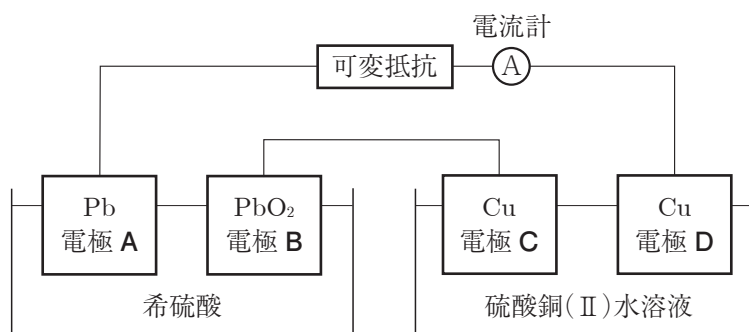 電流計
可変抵抗
A
Pb
電極 A
PbO₂
電極 B
Cu
電極 C
Cu
電極 D
希硫酸
硫酸銅(Ⅱ)水溶液